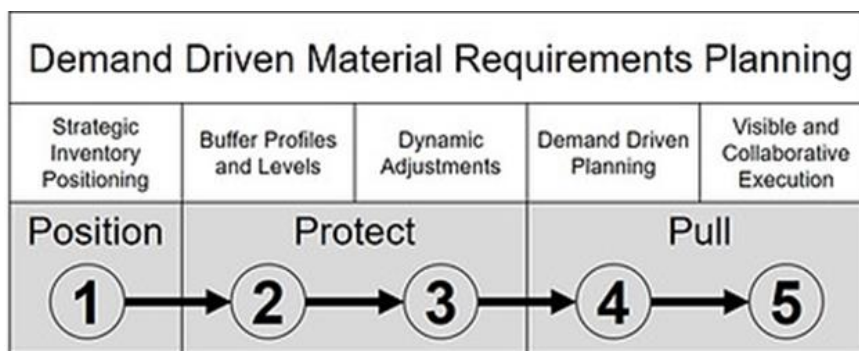 Demand Driven Material Requirements Planning
Strategic
Inventory
Positioning
Buffer Profiles
and Levels
Dynamic
Adjustments
Demand Driven
Planning
Visible and
Collaborative
Execution
Position
Protect
Pull
1
2
3
4
5